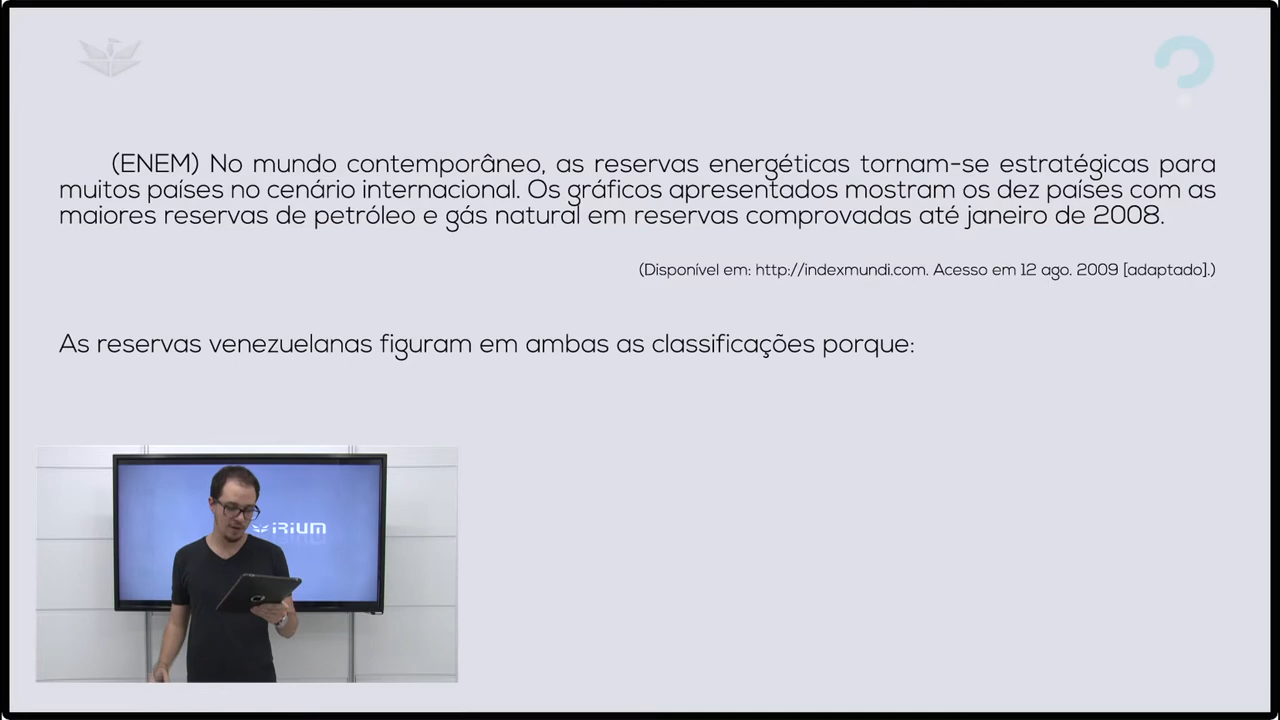 (ENEM) No mundo contemporâneo, as reservas energéticas tornam-se estratégicas para
muitos países no cenário internacional. Os gráficos apresentados mostram os dez países com as
maiores reservas de petróleo e gás natural em reservas comprovadas até janeiro de 2008.
(Disponível em: http://indexmundi.com. Acesso em 12 ago. 2009 [adaptado].)
As reservas venezuelanas figuram em ambas as classificações porque:
iRiUM